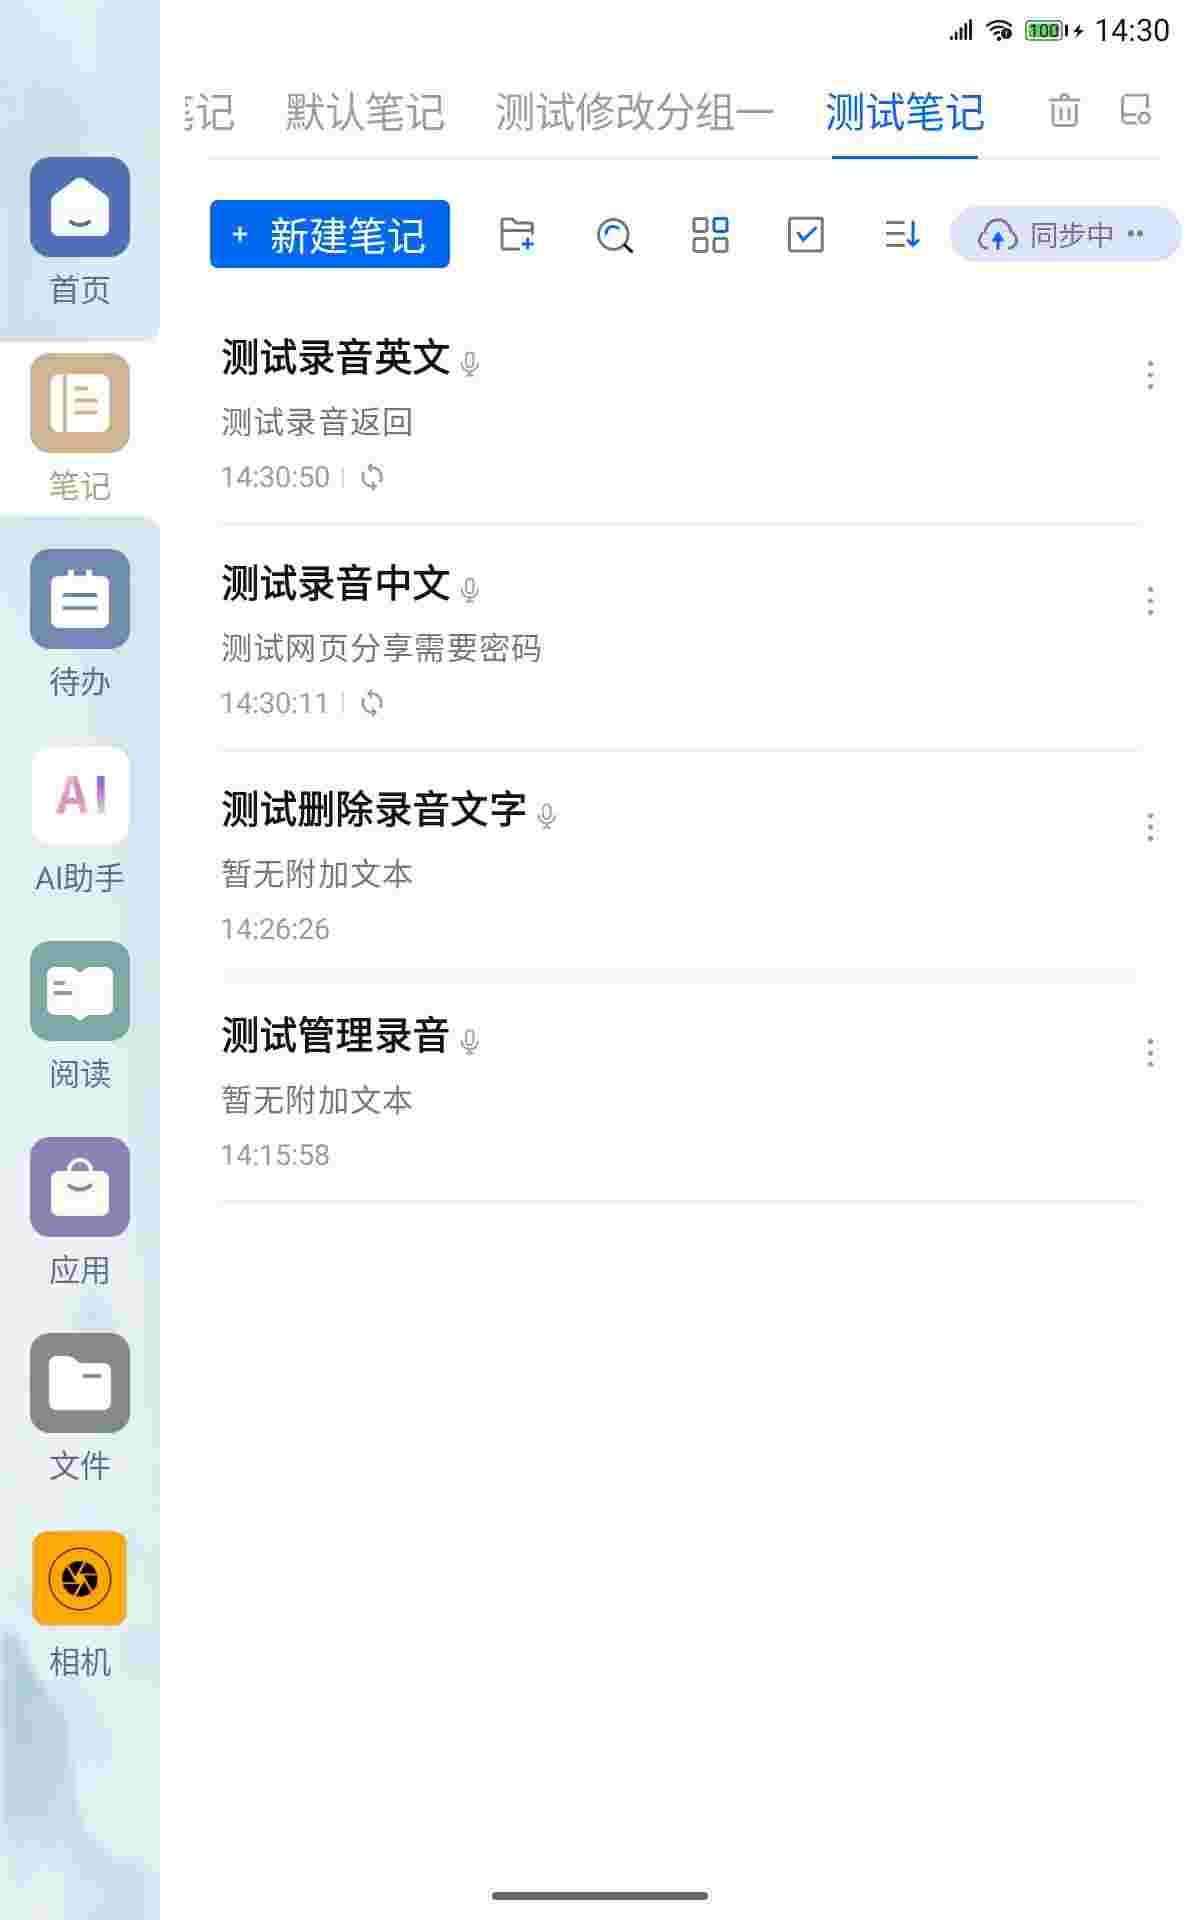 100 14:30
笔记 默认笔记 测试修改分组一 测试笔记
+ 新建笔记 同步中 ··
首页
笔记
待办
AI
AI助手
阅读
应用
文件
相机
测试录音英文
测试录音返回
14:30:50
测试录音中文
测试网页分享需要密码
14:30:11
测试删除录音文字
暂无附加文本
14:26:26
测试管理录音
暂无附加文本
14:15:58